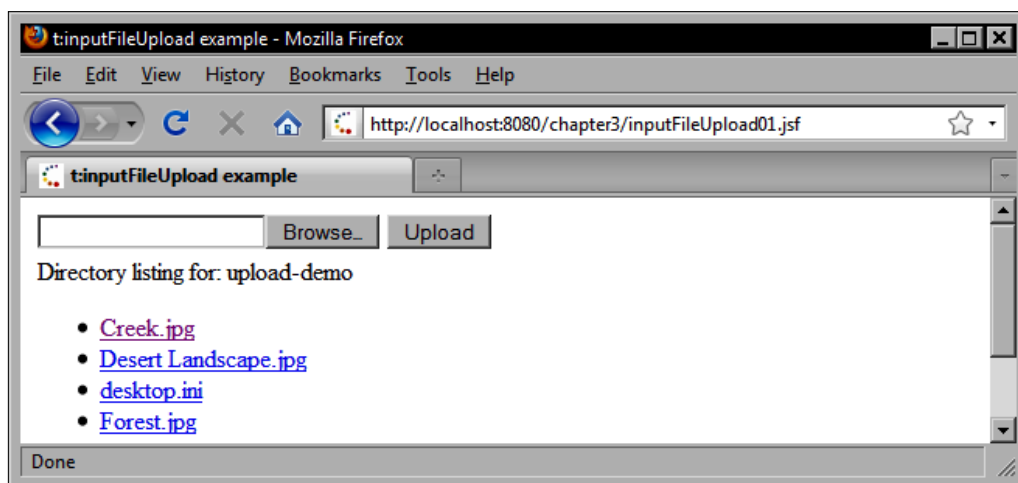 t:inputFileUpload example - Mozilla Firefox
File Edit View History Bookmarks Tools Help
http://localhost:8080/chapter3/inputFileUpload01.jsf
t:inputFileUpload example
Browse_ Upload
Directory listing for: upload-demo
• Creek.jpg
• Desert Landscape.jpg
• desktop.ini
• Forest.jpg
Done